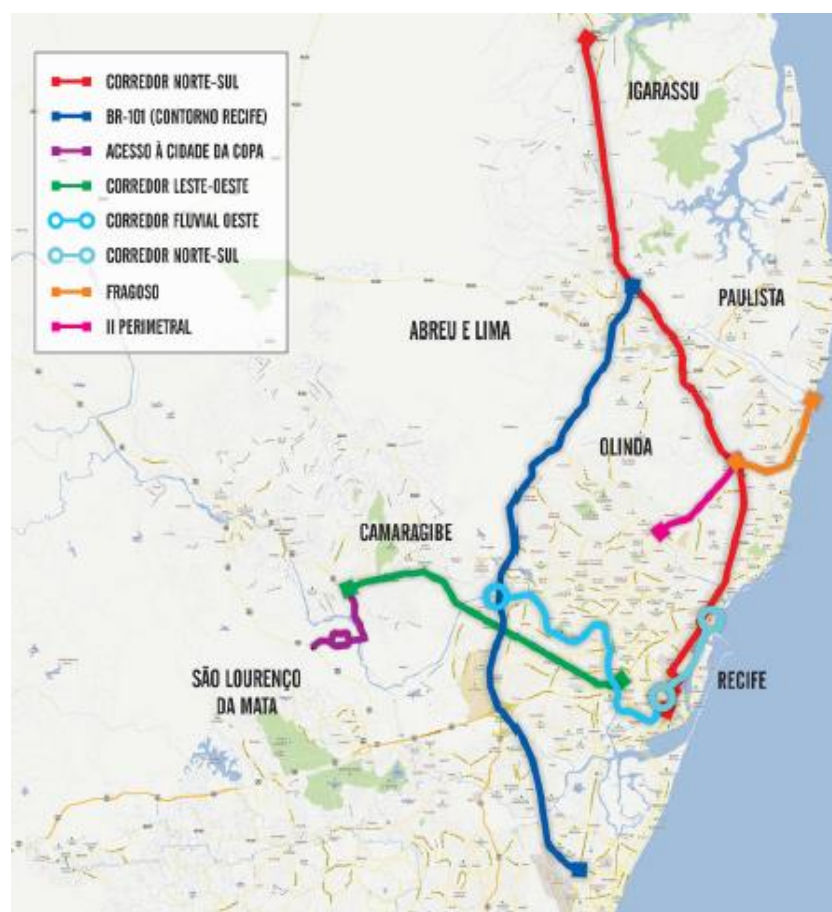 CORREDOR NORTE-SUL
BR-101 (CONTORNO RECIFE)
ACESSO À CIDADE DA COPA
CORREDOR LESTE-OESTE
CORREDOR FLUVIAL OESTE
CORREDOR NORTE-SUL
FRAGOSO
II PERIMETRAL
IGARASSU
PAULISTA
ABREU E LIMA
OLINDA
CAMARAGIBE
SÃO LOURENÇO
DA MATA
RECIFE